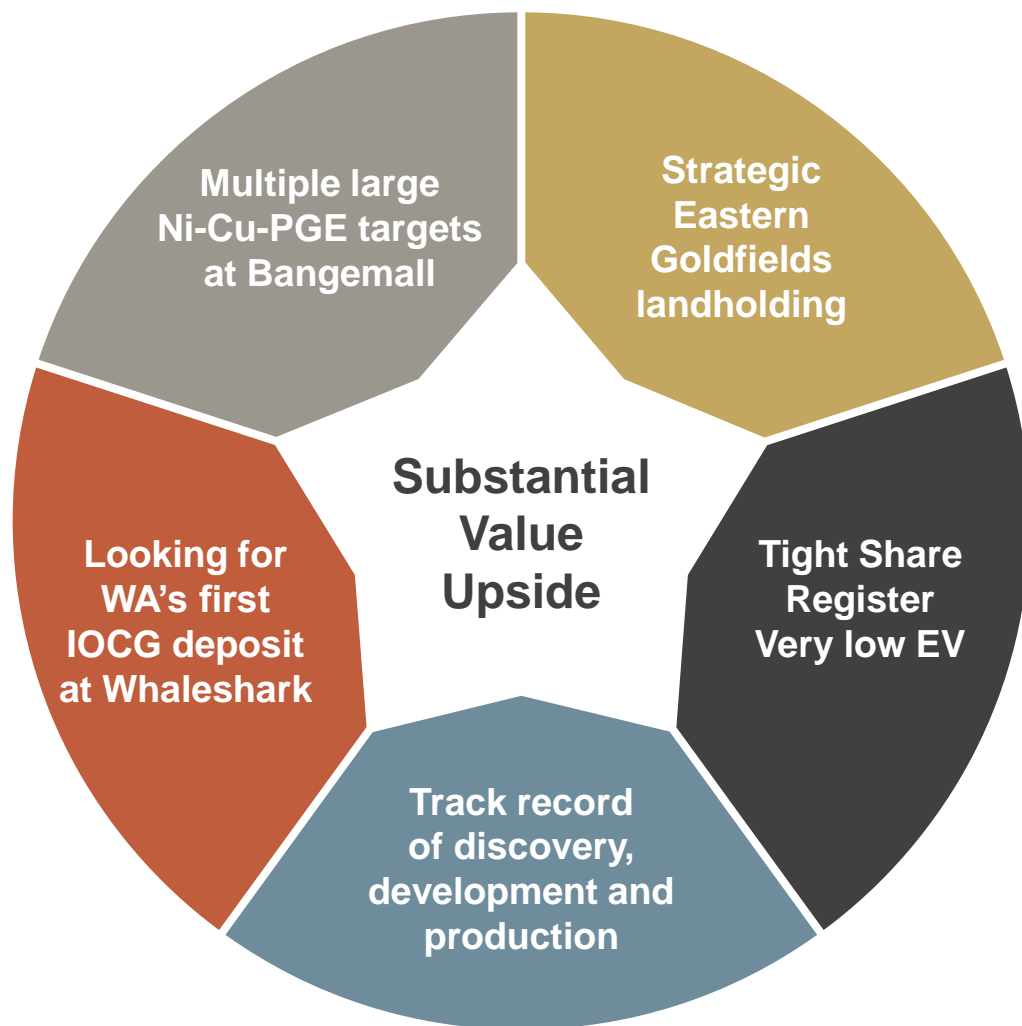 Multiple large
Ni-Cu-PGE targets
at Bangemall
Strategic
Eastern
Goldfields
landholding
Substantial
Value
Upside
Looking for
WA’s first
IOCG deposit
at Whaleshark
Tight Share
Register
Very low EV
Track record
of discovery,
development and
production